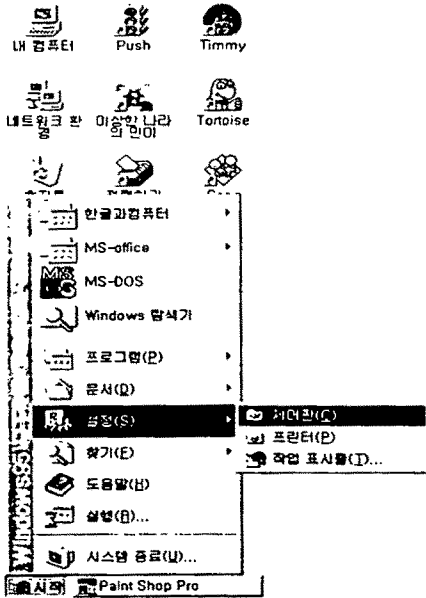 내 컴퓨터
Push
Timmy
네트워크 환
경
이상한 나라
의 민미
Tortoise
한글과컴퓨터
MS-office
MS-DOS
Windows 탐색기
프로그램(P)
문서(D)
설정(S)
찾기(F)
도움말(H)
실행(R)...
시스템 종료(U)...
제어판(C)
프린터(P)
작업 표시줄(T)...
Windows95
시작
Paint Shop Pro